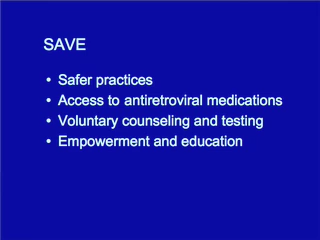 SAVE
• Safer practices
• Access to antiretroviral medications
• Voluntary counseling and testing
• Empowerment and education